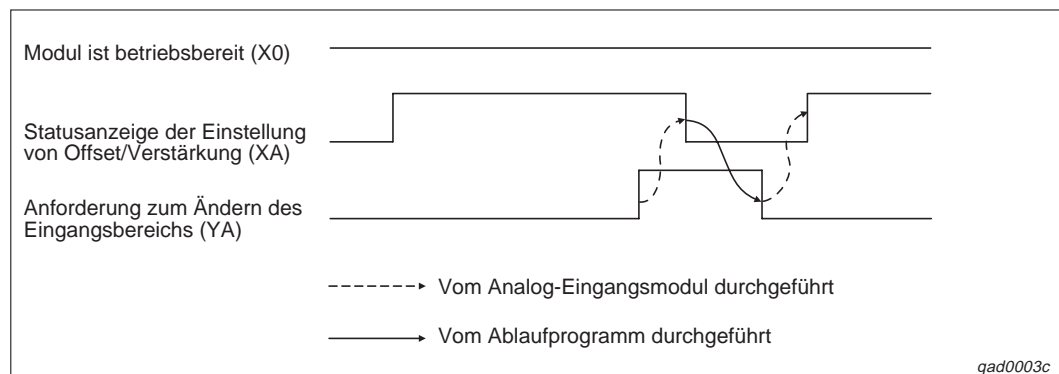 Modul ist betriebsbereit (X0)
Statusanzeige der Einstellung
von Offset/Verstärkung (XA)
Anforderung zum Ändern des
Eingangsbereichs (YA)
Vom Analog-Eingangsmodul durchgeführt
Vom Ablaufprogramm durchgeführt
qad0003c